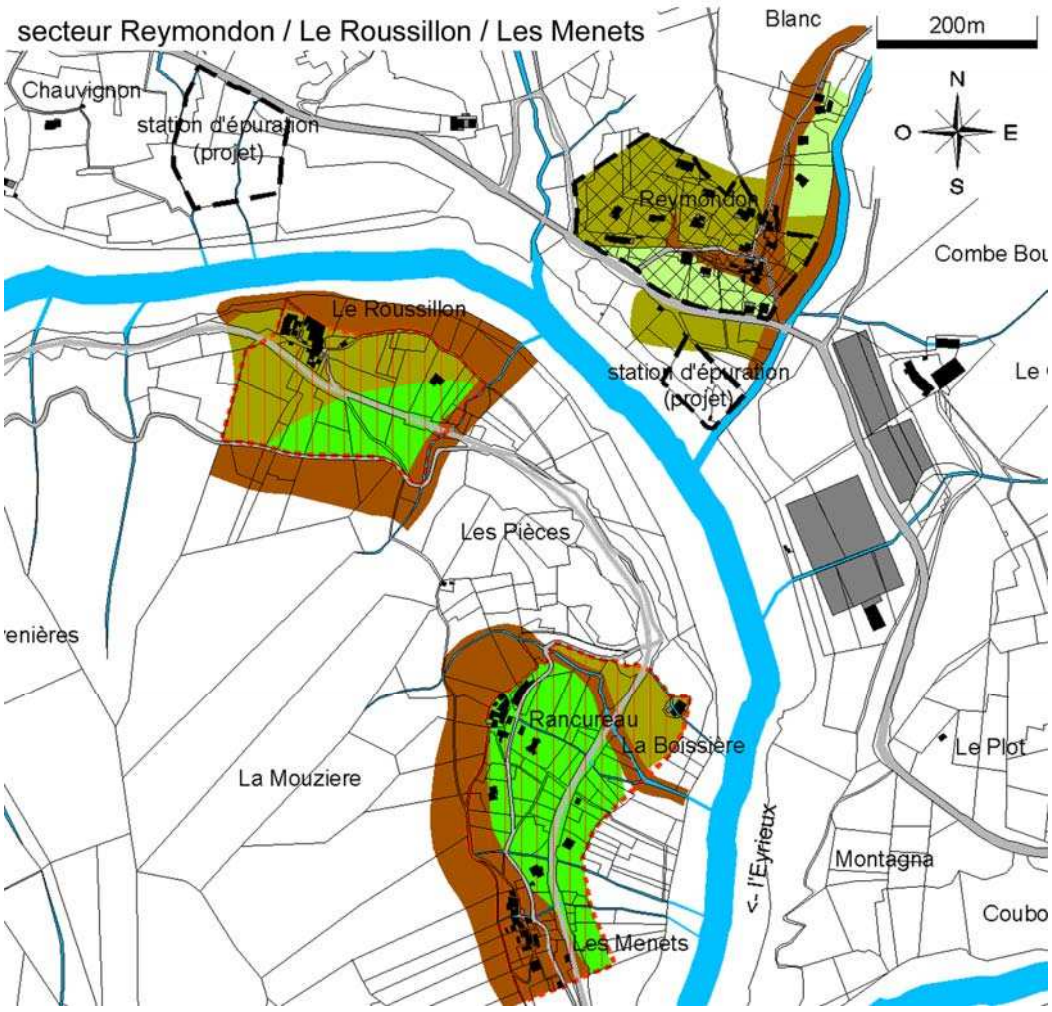 secteur Reymondon / Le Roussillon / Les Menets
Blanc
200m
Chauvignon
station d'épuration
(projet)
N
O
E
S
Reymondon
Combe Bou
Le Roussillon
station d'épuration
(projet)
Le
Les Pièces
enières
Rancureau
La Boissière
Le Plot
La Mouziere
<- l'Eyrieux
Montagna
Coubo
Les Menets